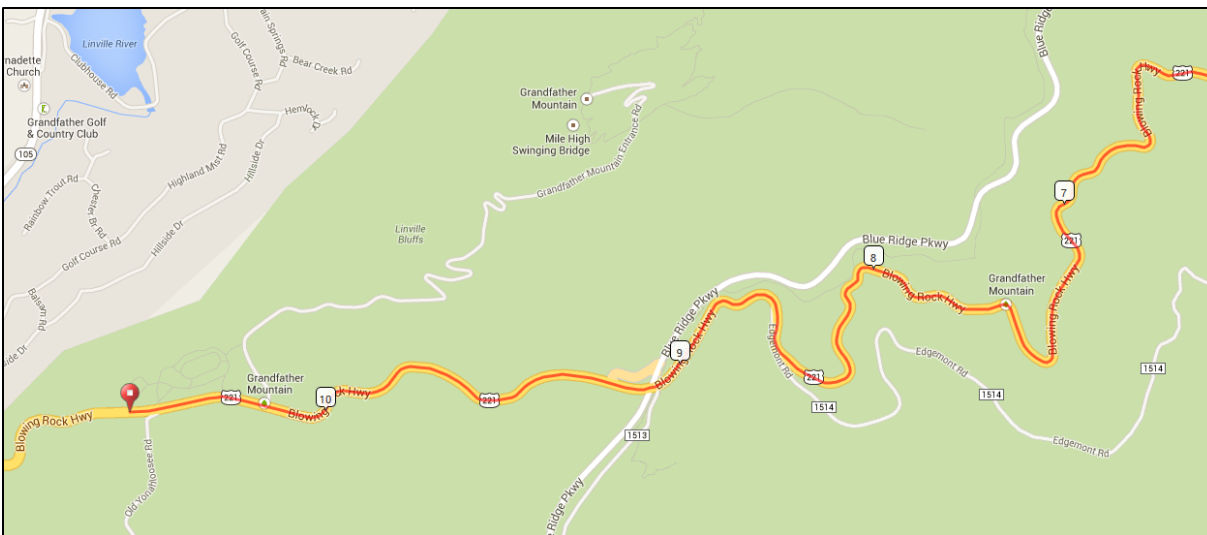 Linville River
Clubhouse Rd
Golf Course Rd
Bear Creek Rd
Blue Ridge
221
Blowing Rock Hwy
Church
Grandfather Golf
& Country Club
Hemlock Dr
Hillside Dr
Highland Mist Rd
105
Rainbow Trout Rd
Chester Br Rd
Golf Course Rd
Hillside Dr
Balsam Rd
Grandfather
Mountain
Mile High
Swinging Bridge
Grandfather Mountain Entrance Rd
Linville
Bluffs
7
221
Blowing Rock Hwy
Blue Ridge Pkwy
8
Blowing Rock Hwy
Grandfather
Mountain
Blue Ridge Pkwy
9
Blowing Rock Hwy
Edgemont Rd
221
1514
Edgemont Rd
1514
1514
Edgemont Rd
Grandfather
Mountain
221
10
Blowing
ock Hwy
221
Blowing Rock Hwy
Old Yonahlossee Rd
1513
e Ridge Pkwy